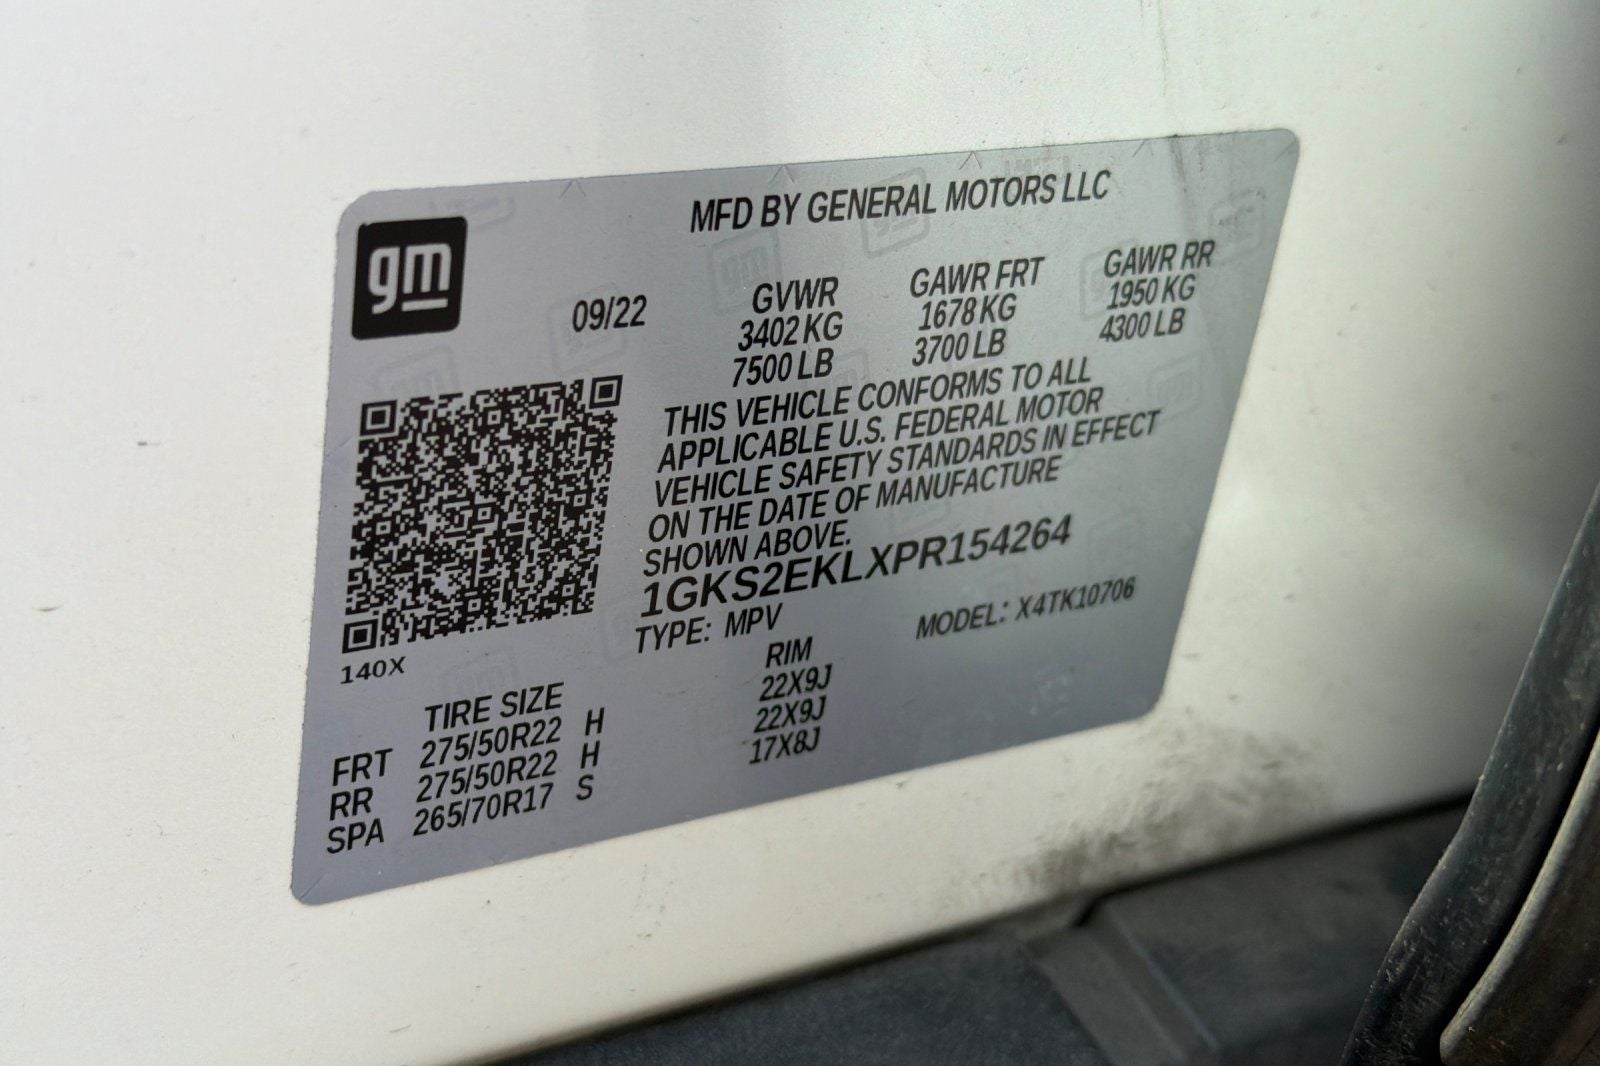 gm
MFD BY GENERAL MOTORS LLC
09/22
GVWR GAWR FRT GAWR RR
3402 KG 1678 KG 1950 KG
7500 LB 3700 LB 4300 LB
THIS VEHICLE CONFORMS TO ALL
APPLICABLE U.S. FEDERAL MOTOR
VEHICLE SAFETY STANDARDS IN EFFECT
ON THE DATE OF MANUFACTURE
SHOWN ABOVE.
1GKS2EKLXPR154264
TYPE: MPV MODEL: X4TK10706
140X
TIRE SIZE RIM
FRT 275/50R22 H 22X9J
RR 275/50R22 H 22X9J
SPA 265/70R17 S 17X8J